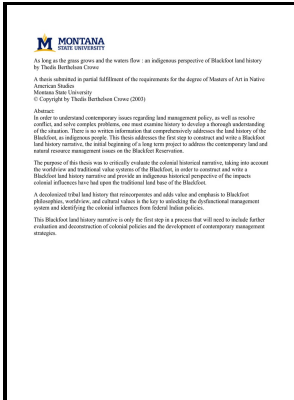 MONTANA
STATE UNIVERSITY
As long as the grass grows and the waters flow : an indigenous perspective of Blackfoot land history
by Thedis Berthelson Crowe
A thesis submitted in partial fulfillment of the requirements for the degree of Masters of Art in Native
American Studies
Montana State University
© Copyright by Thedis Berthelson Crowe (2003)
Abstract:
In order to understand contemporary issues regarding land management policy, as well as resolve
conflict, and solve complex problems, one must examine history to develop a thorough understanding
of the situation. There is no written information that comprehensively addresses the land history of the
Blackfoot, as indigenous people. This thesis addresses the first step to construct and write a Blackfoot
land history narrative, the initial beginning of a long term project to address the contemporary land and
natural resource management issues on the Blackfeet Reservation.
The purpose of this thesis was to critically evaluate the colonial historical narrative, taking into account
the worldview and traditional value systems of the Blackfoot, in order to construct and write a
Blackfoot land history narrative and provide an indigenous historical perspective of the impacts
colonial influences have had upon the traditional land base of the Blackfoot.
A decolonized tribal land history that reincorporates and adds value and emphasis to Blackfoot
philosophies, worldview, and cultural values is the key to unlocking the dysfunctional management
system and identifying the colonial influences from federal Indian policies.
This Blackfoot land history narrative is only the first step in a process that will need to include further
evaluation and deconstruction of colonial policies and the development of contemporary management
strategies.